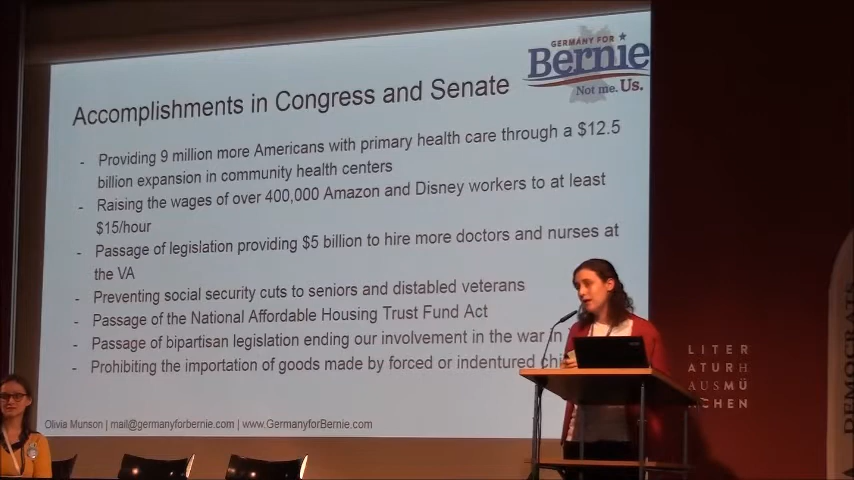 GERMANY FOR
Bernie
Not me. Us.
Accomplishments in Congress and Senate
- Providing 9 million more Americans with primary health care through a $12.5
billion expansion in community health centers
- Raising the wages of over 400,000 Amazon and Disney workers to at least
$15/hour
- Passage of legislation providing $5 billion to hire more doctors and nurses at
the VA
- Preventing social security cuts to seniors and distabled veterans
- Passage of the National Affordable Housing Trust Fund Act
- Passage of bipartisan legislation ending our involvement in the war in
- Prohibiting the importation of goods made by forced or indentured chi
Olivia Munson | mail@germanyforbernie.com | www.GermanyforBernie.com
LITER
ATURH
AUSMÜ
NCHEN
DEMOCRATS